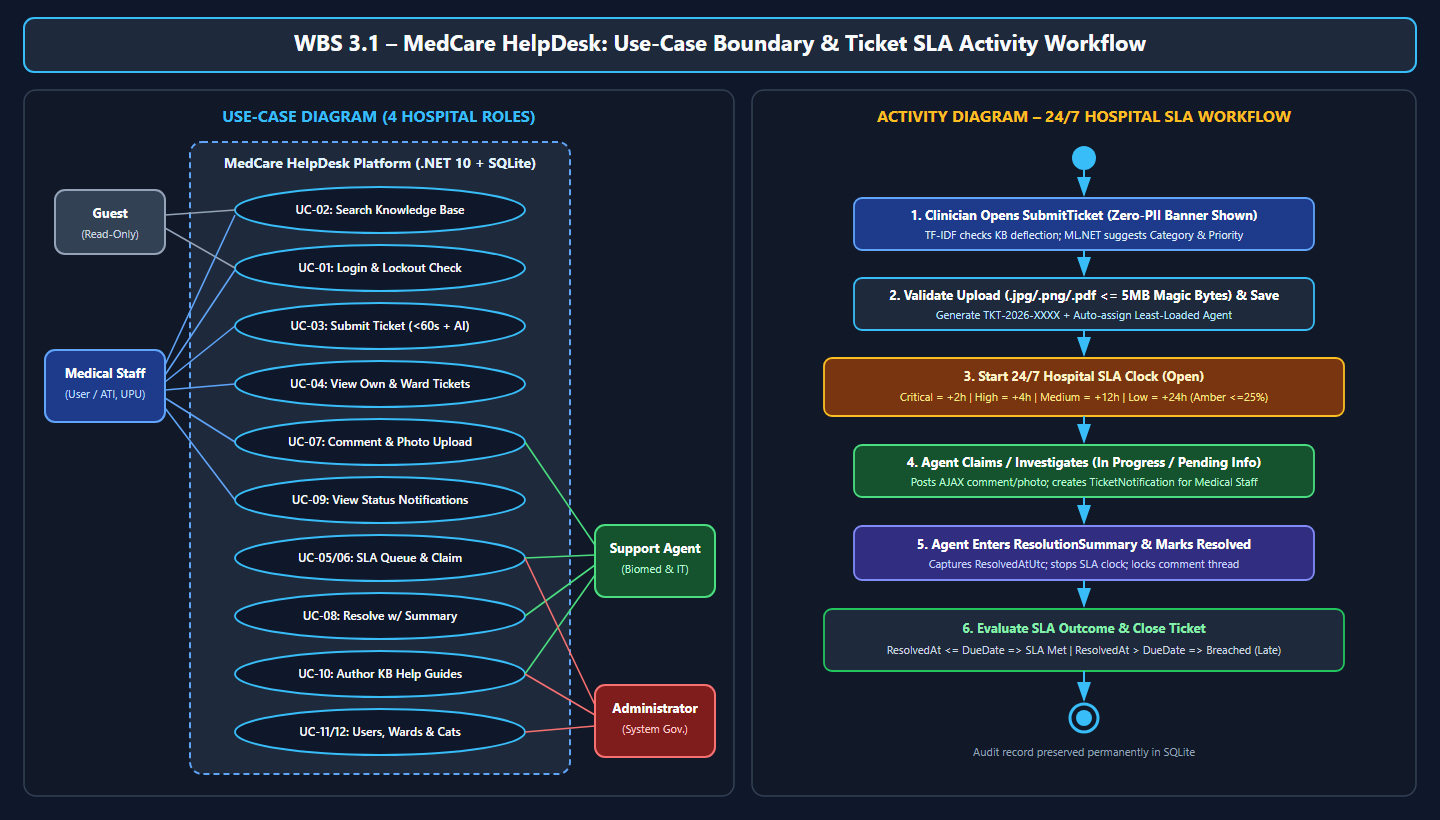 WBS 3.1 – MedCare HelpDesk: Use-Case Boundary & Ticket SLA Activity Workflow
USE-CASE DIAGRAM (4 HOSPITAL ROLES)
MedCare HelpDesk Platform (.NET 10 + SQLite)
Guest
(Read-Only)
Medical Staff
(User / ATI, UPU)
UC-02: Search Knowledge Base
UC-01: Login & Lockout Check
UC-03: Submit Ticket (<60s + AI)
UC-04: View Own & Ward Tickets
UC-07: Comment & Photo Upload
UC-09: View Status Notifications
UC-05/06: SLA Queue & Claim
UC-08: Resolve w/ Summary
UC-10: Author KB Help Guides
UC-11/12: Users, Wards & Cats
Support Agent
(Biomed & IT)
Administrator
(System Gov.)
ACTIVITY DIAGRAM – 24/7 HOSPITAL SLA WORKFLOW
1. Clinician Opens SubmitTicket (Zero-PII Banner Shown)
TF-IDF checks KB deflection; ML.NET suggests Category & Priority
2. Validate Upload (.jpg/.png/.pdf <= 5MB Magic Bytes) & Save
Generate TKT-2026-XXXX + Auto-assign Least-Loaded Agent
3. Start 24/7 Hospital SLA Clock (Open)
Critical = +2h | High = +4h | Medium = +12h | Low = +24h (Amber <=25%)
4. Agent Claims / Investigates (In Progress / Pending Info)
Posts AJAX comment/photo; creates TicketNotification for Medical Staff
5. Agent Enters ResolutionSummary & Marks Resolved
Captures ResolvedAtUtc; stops SLA clock; locks comment thread
6. Evaluate SLA Outcome & Close Ticket
ResolvedAt <= DueDate => SLA Met | ResolvedAt > DueDate => Breached (Late)
Audit record preserved permanently in SQLite